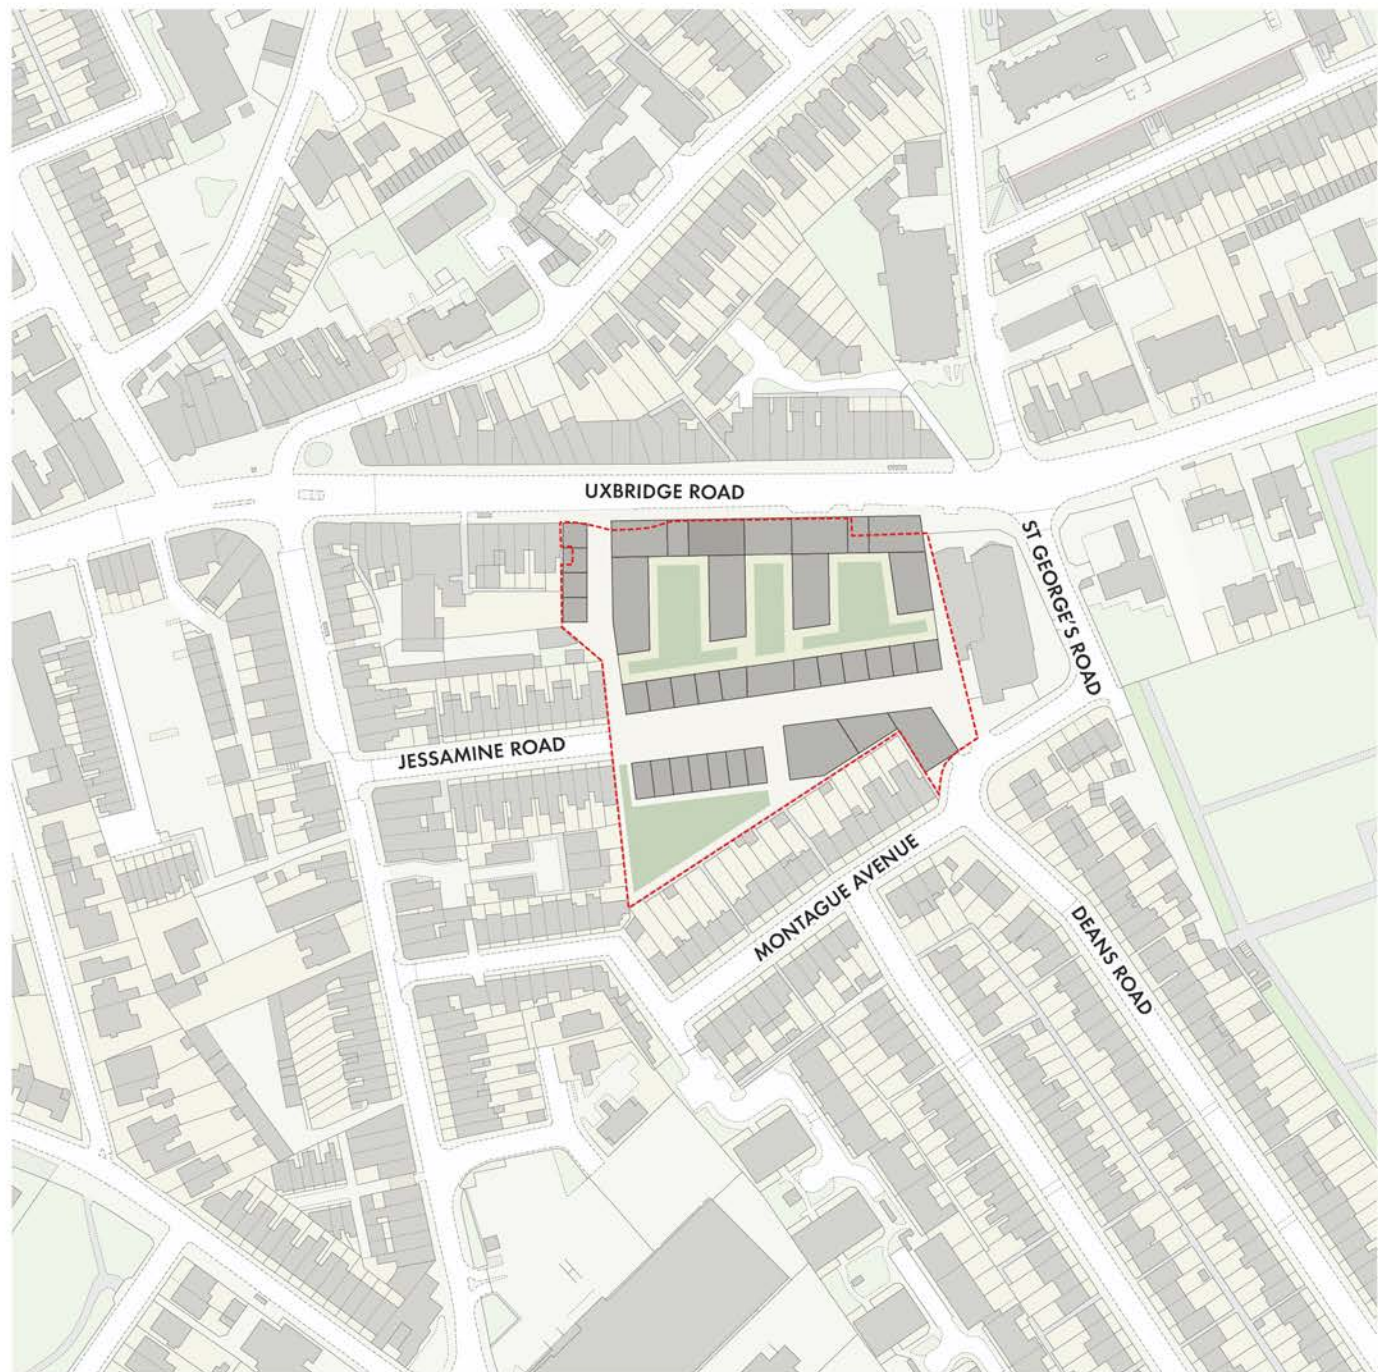 UXBRIDGE ROAD
ST GEORGE'S ROAD
JESSAMINE ROAD
MONTAGUE AVENUE
DEANS ROAD